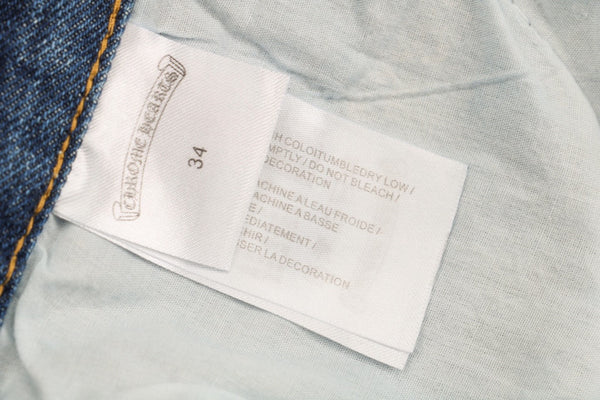 CHROME HEARTS
34
H COLOITUMBLEDRY LOW /
MPTLY / DO NOT BLEACH /
DECORATION
ACHINE A LEAU FROIDE /
ACHINE A BASSE
E /
EDIATEMENT /
HIR /
SER LA DECORATION